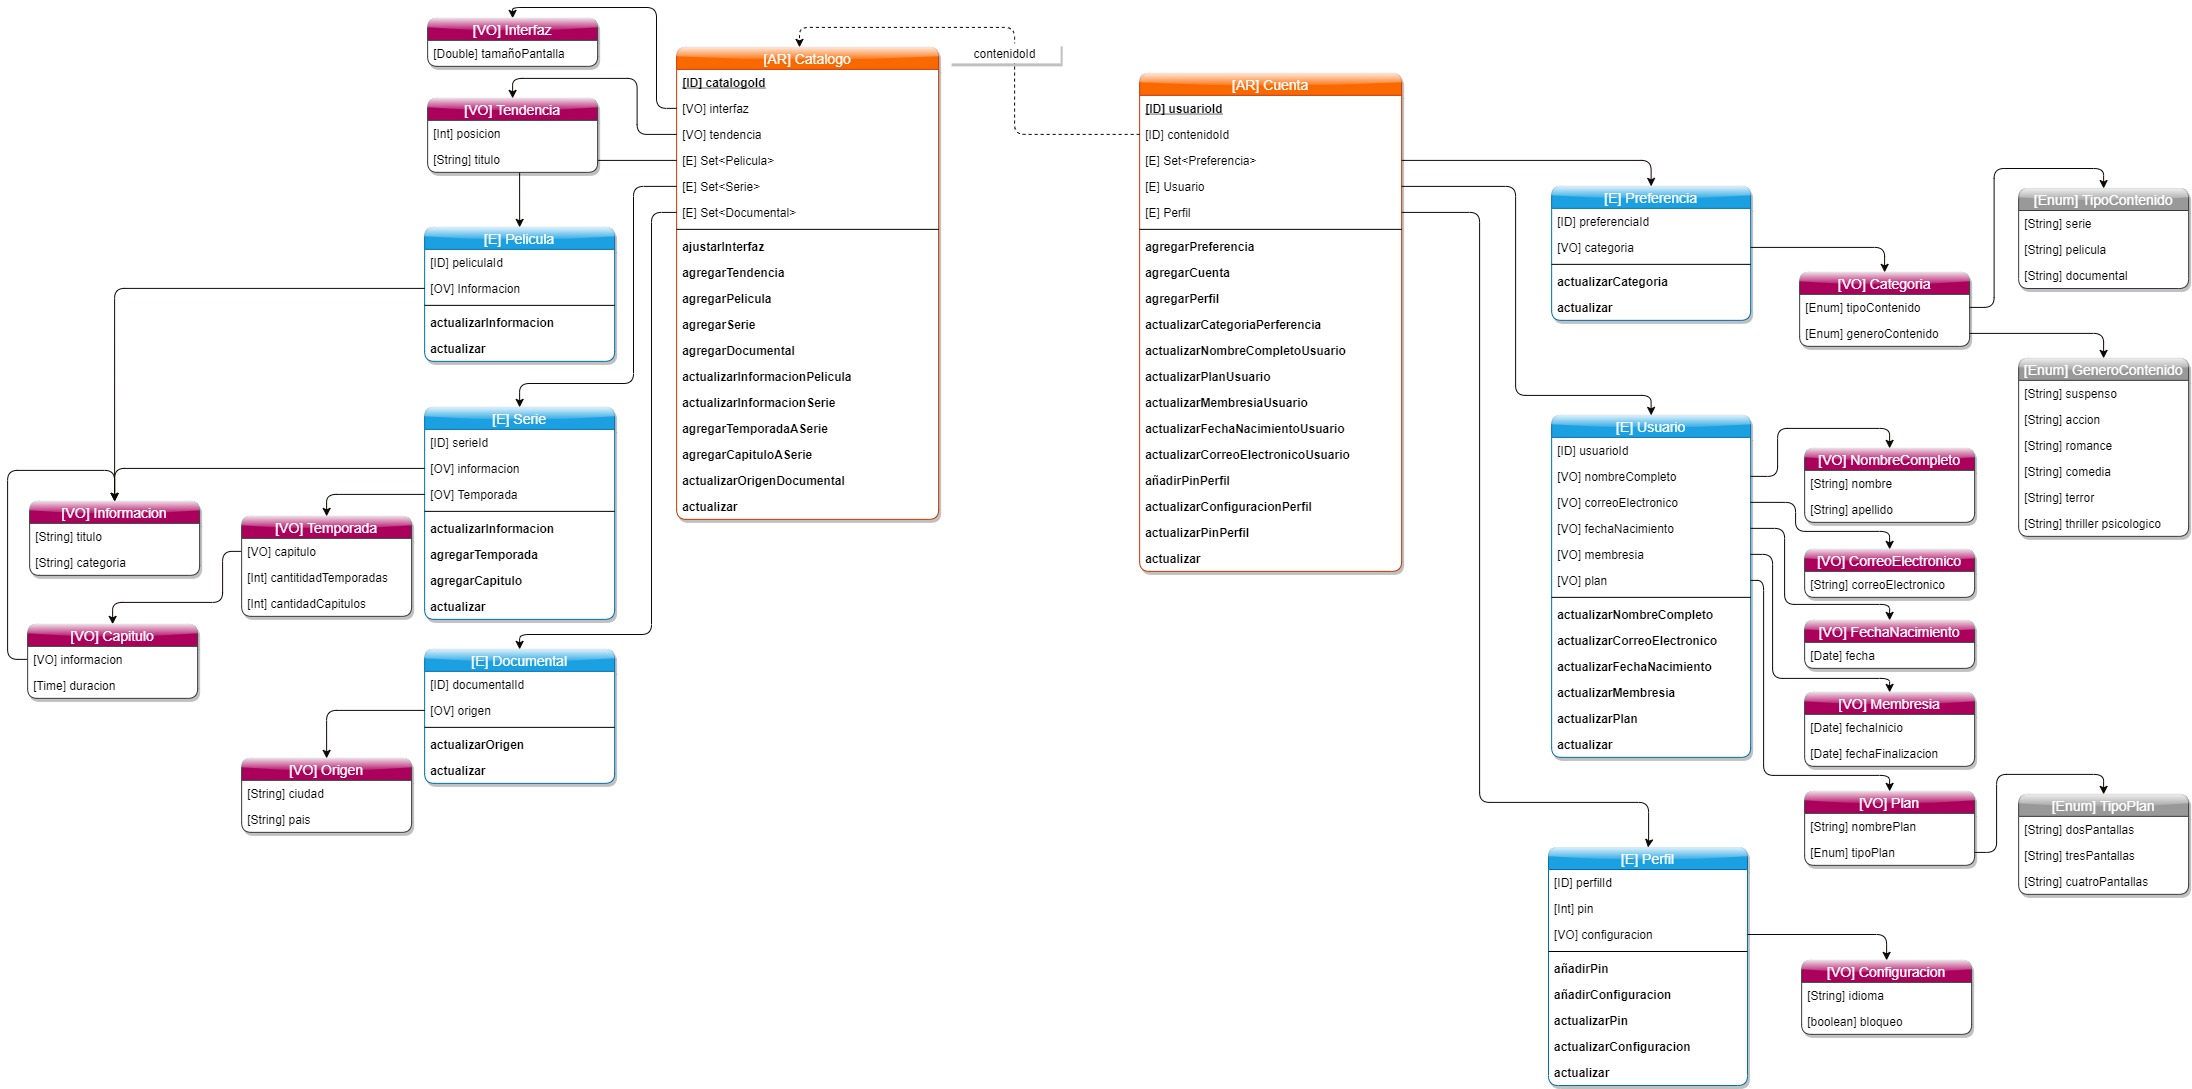 [VO] Interfaz
[Double] tamañoPantalla
[VO] Tendencia
[Int] posicion
[String] titulo
[E] Pelicula
[ID] peliculaId
[OV] Informacion
actualizarInformacion
actualizar
[E] Serie
[ID] serieId
[OV] informacion
[OV] Temporada
actualizarInformacion
agregarTemporada
agregarCapitulo
actualizar
[VO] Informacion
[String] titulo
[String] categoria
[VO] Temporada
[VO] capitulo
[Int] cantitidadTemporadas
[Int] cantidadCapitulos
[VO] Capitulo
[VO] informacion
[Time] duracion
[E] Documental
[ID] documentalId
[OV] origen
actualizarOrigen
actualizar
[VO] Origen
[String] ciudad
[String] pais
[AR] Catalogo
[ID] catalogoId
[VO] interfaz
[VO] tendencia
[E] Set<Pelicula>
[E] Set<Serie>
[E] Set<Documental>
ajustarInterfaz
agregarTendencia
agregarPelicula
agregarSerie
agregarDocumental
actualizarInformacionPelicula
actualizarInformacionSerie
agregarTemporadaASerie
agregarCapituloASerie
actualizarOrigenDocumental
actualizar
contenidoId
[AR] Cuenta
[ID] usuarioId
[ID] contenidoId
[E] Set<Preferencia>
[E] Usuario
[E] Perfil
agregarPreferencia
agregarCuenta
agregarPerfil
actualizarCategoriaPerferencia
actualizarNombreCompletoUsuario
actualizarPlanUsuario
actualizarMembresiaUsuario
actualizarFechaNacimientoUsuario
actualizarCorreoElectronicoUsuario
añadirPinPerfil
actualizarConfiguracionPerfil
actualizarPinPerfil
actualizar
[E] Preferencia
[ID] preferenciaId
[VO] categoria
actualizarCategoria
actualizar
[VO] Categoria
[Enum] tipoContenido
[Enum] generoContenido
[Enum] TipoContenido
[String] serie
[String] pelicula
[String] documental
[Enum] GeneroContenido
[String] suspenso
[String] accion
[String] romance
[String] comedia
[String] terror
[String] thriller psicologico
[E] Usuario
[ID] usuarioId
[VO] nombreCompleto
[VO] correoElectronico
[VO] fechaNacimiento
[VO] membresia
[VO] plan
actualizarNombreCompleto
actualizarCorreoElectronico
actualizarFechaNacimiento
actualizarMembresia
actualizarPlan
actualizar
[VO] NombreCompleto
[String] nombre
[String] apellido
[VO] CorreoElectronico
[String] correoElectronico
[VO] FechaNacimiento
[Date] fecha
[VO] Membresia
[Date] fechaInicio
[Date] fechaFinalizacion
[VO] Plan
[String] nombrePlan
[Enum] tipoPlan
[Enum] TipoPlan
[String] dosPantallas
[String] tresPantallas
[String] cuatroPantallas
[E] Perfil
[ID] perfilId
[Int] pin
[VO] configuracion
añadirPin
añadirConfiguracion
actualizarPin
actualizarConfiguracion
actualizar
[VO] Configuracion
[String] idioma
[boolean] bloqueo